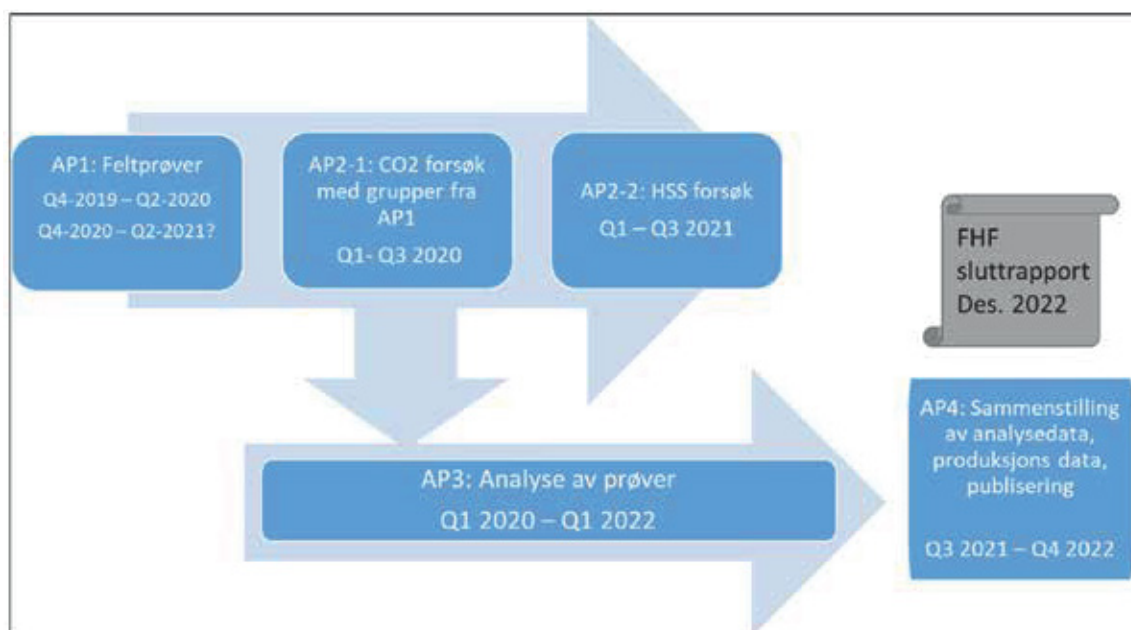 AP1: Feltprøver
Q4-2019 – Q2-2020
Q4-2020 – Q2-2021?
AP2-1: CO2 forsøk
med grupper fra
AP1
Q1- Q3 2020
AP2-2: HSS forsøk
Q1 – Q3 2021
FHF
sluttrapport
Des. 2022
AP3: Analyse av prøver
Q1 2020 – Q1 2022
AP4: Sammenstilling
av analysedata,
produksjons data,
publisering
Q3 2021 – Q4 2022